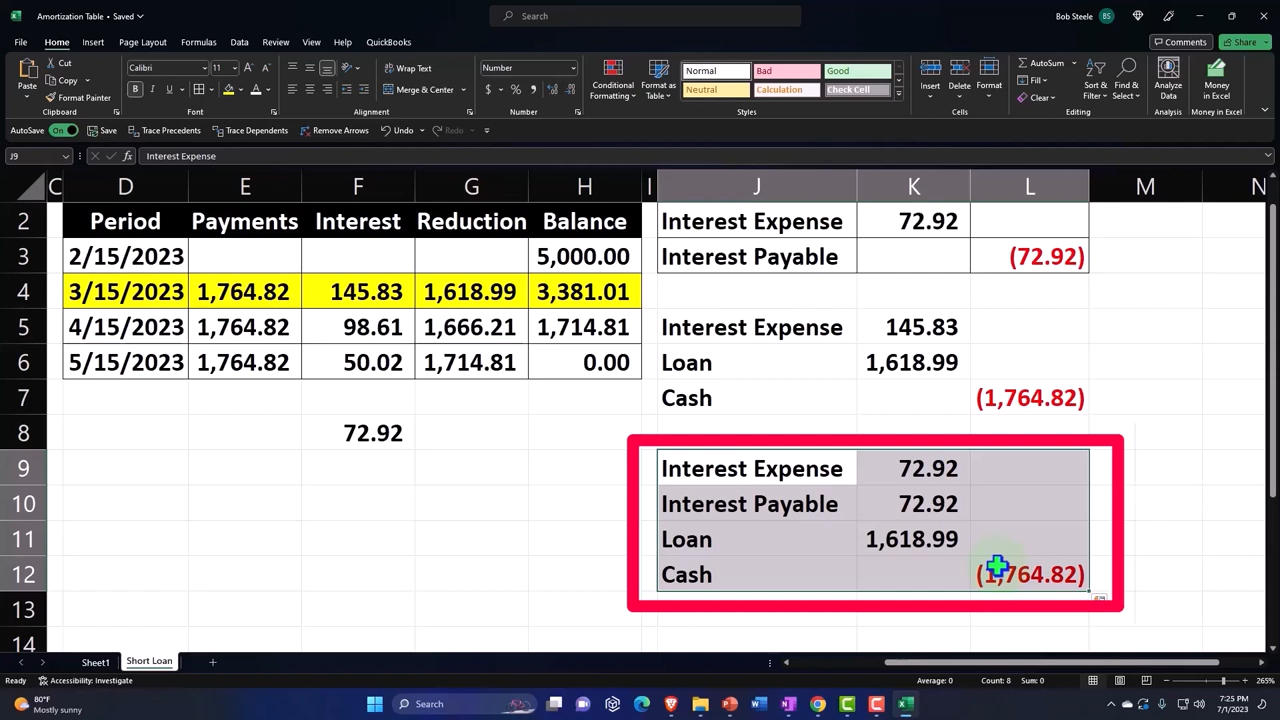 Amortization Table • Saved
Search
Bob Steele BS
File Home Insert Page Layout Formulas Data Review View Help QuickBooks Comments Share
Paste Cut Copy Format Painter Clipboard
Calibri 11 B I U A Font
Wrap Text Merge & Center Alignment
Number $ % Number
Conditional Formatting Format as Table
Normal Bad Good
Neutral Calculation Check Cell
Styles
Insert Delete Format Cells
AutoSum Fill Clear Sort & Filter Find & Select Editing
Analyze Data Analysis
Money in Excel Money in Excel
AutoSave On Save Trace Precedents Trace Dependents Remove Arrows Undo Redo
J9 fx Interest Expense
C D E F G H I J K L M N
2 Period Payments Interest Reduction Balance Interest Expense 72.92
3 2/15/2023 5,000.00 Interest Payable (72.92)
4 3/15/2023 1,764.82 145.83 1,618.99 3,381.01
5 4/15/2023 1,764.82 98.61 1,666.21 1,714.81 Interest Expense 145.83
6 5/15/2023 1,764.82 50.02 1,714.81 0.00 Loan 1,618.99
7 Cash (1,764.82)
8 72.92
9 Interest Expense 72.92
10 Interest Payable 72.92
11 Loan 1,618.99
12 Cash (1,764.82)
13
14
Sheet1 Short Loan
Ready Accessibility: Investigate Average: 0 Count: 8 Sum: 0 265%
80°F
Mostly sunny
Search
7:25 PM
7/1/2023